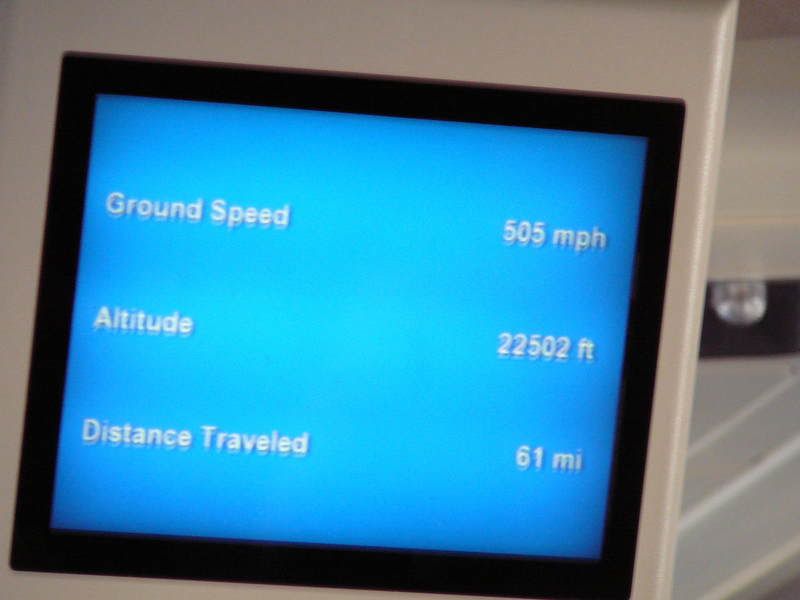 Ground Speed 505 mph
Altitude 22502 ft
Distance Traveled 61 mi